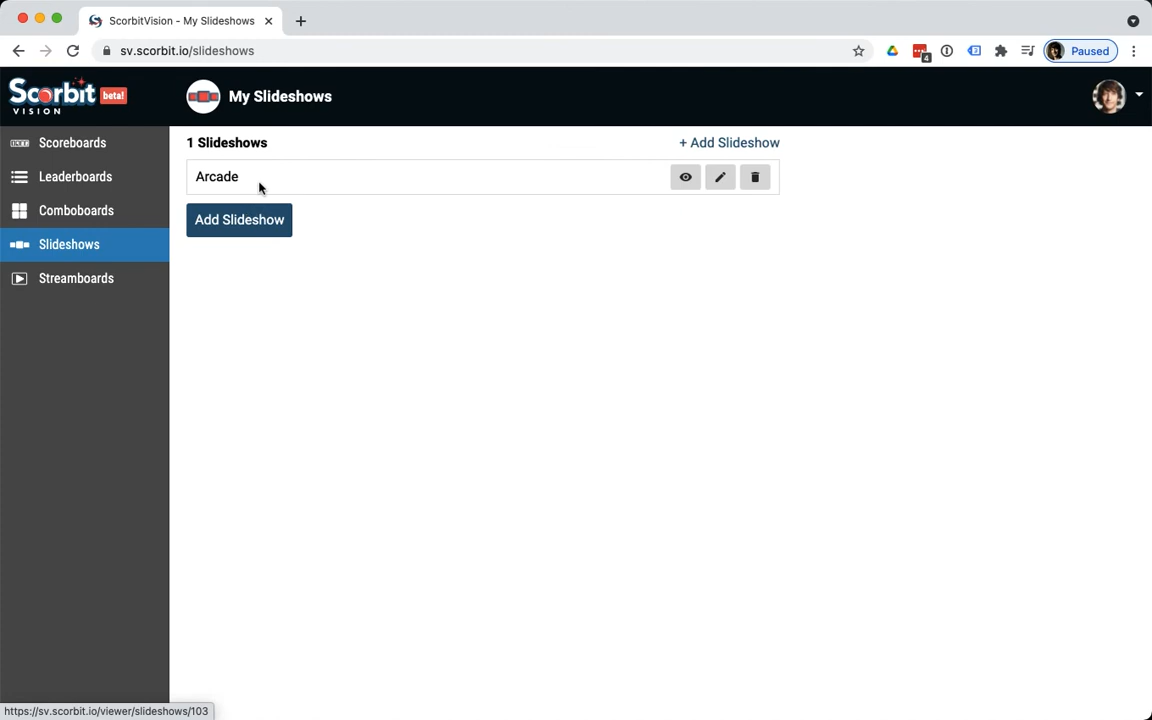 ScorbitVision - My Slideshows
sv.scorbit.io/slideshows
4
Paused
Scorbit beta!
VISION
My Slideshows
Scoreboards
Leaderboards
Comboboards
Slideshows
Streamboards
1 Slideshows
+ Add Slideshow
Arcade
Add Slideshow
https://sv.scorbit.io/viewer/slideshows/103